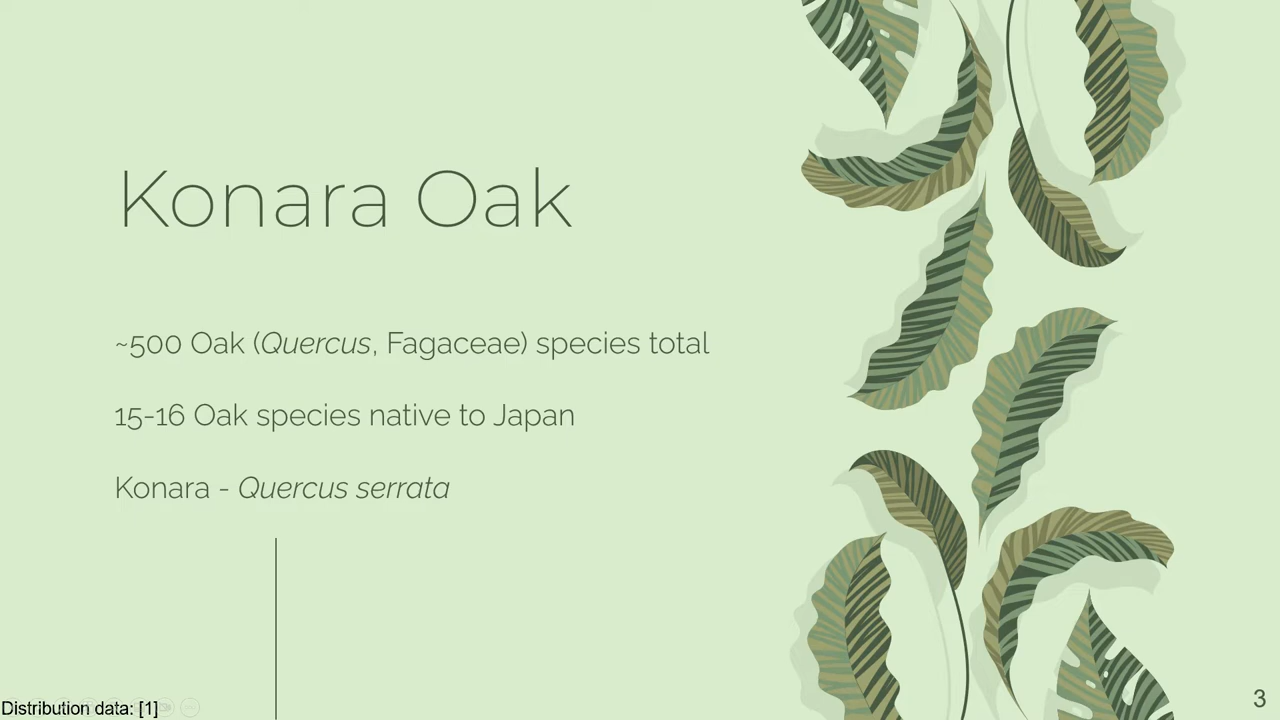 Konara Oak
~500 Oak (Quercus, Fagaceae) species total
15-16 Oak species native to Japan
Konara - Quercus serrata
Distribution data: [1]
3